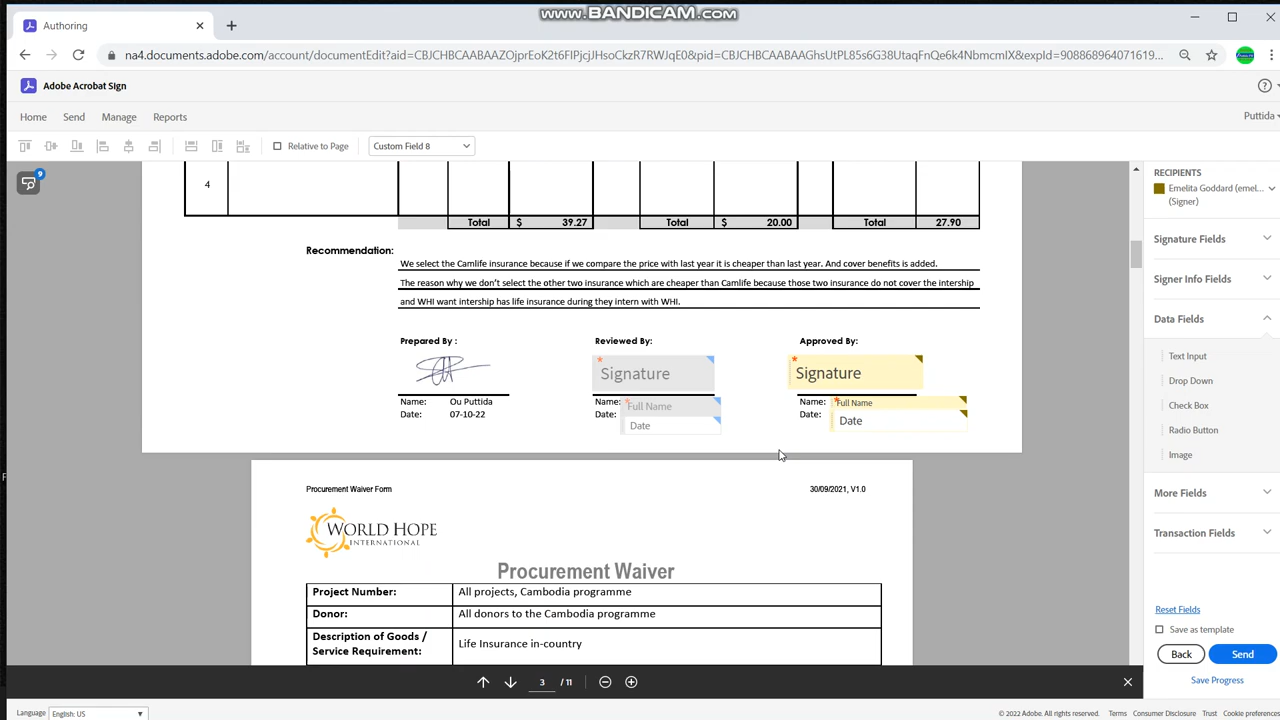 www.BANDICAM.com
Authoring
na4.documents.adobe.com/account/documentEdit?aid=CBJCHBCAABAAZOjprEoK2t6FIPjcjJHsoCkzR7RWJqE0&pid=CBJCHBCAABAAGhsUtPL85s6G38UtaqFnQe6k4NbmcmIX&expId=908868964071619...
Adobe Acrobat Sign
Home Send Manage Reports
Puttida
Relative to Page
Custom Field 8
9
4
Total $ 39.27 Total $ 20.00 Total 27.90
Recommendation:
We select the Camlife insurance because if we compare the price with last year it is cheaper than last year. And cover benefits is added.
The reason why we don't select the other two insurance which are cheaper than Camlife because those two insurance do not cover the intership
and WHI want intership has life insurance during they intern with WHI.
Prepared By : Reviewed By: Approved By:
* Signature * Signature
Name: Ou Puttida Name: * Full Name Name: * Full Name
Date: 07-10-22 Date: Date Date: Date
Procurement Waiver Form 30/09/2021, V1.0
WORLD HOPE
INTERNATIONAL
Procurement Waiver
Project Number: All projects, Cambodia programme
Donor: All donors to the Cambodia programme
Description of Goods /
Service Requirement: Life Insurance in-country
RECIPIENTS
Emelita Goddard (emel...
(Signer)
Signature Fields
Signer Info Fields
Data Fields
Text Input
Drop Down
Check Box
Radio Button
Image
More Fields
Transaction Fields
Reset Fields
Save as template
Back Send
Save Progress
3 / 11
Language English: US
© 2022 Adobe. All rights reserved. Terms Consumer Disclosure Trust Cookie preferences